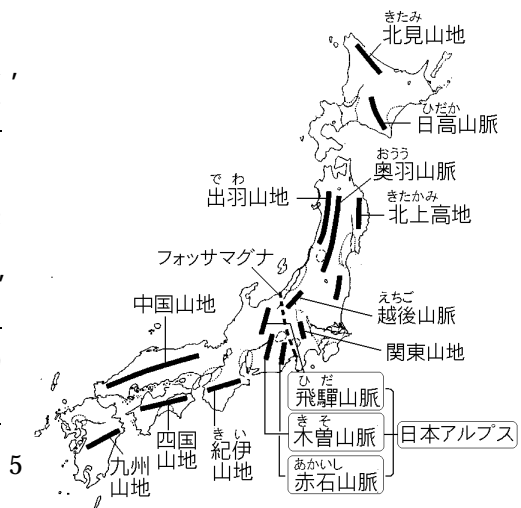 きたみ
北見山地
ひだか
日高山脈
おうう
奥羽山脈
でわ
出羽山地
きたかみ
北上高地
フォッサマグナ
中国山地
えちご
越後山脈
関東山地
ひだ
飛驒山脈
きそ
木曽山脈
日本アルプス
あかいし
赤石山脈
四国
山地
きい
紀伊
山地
九州
山地
5